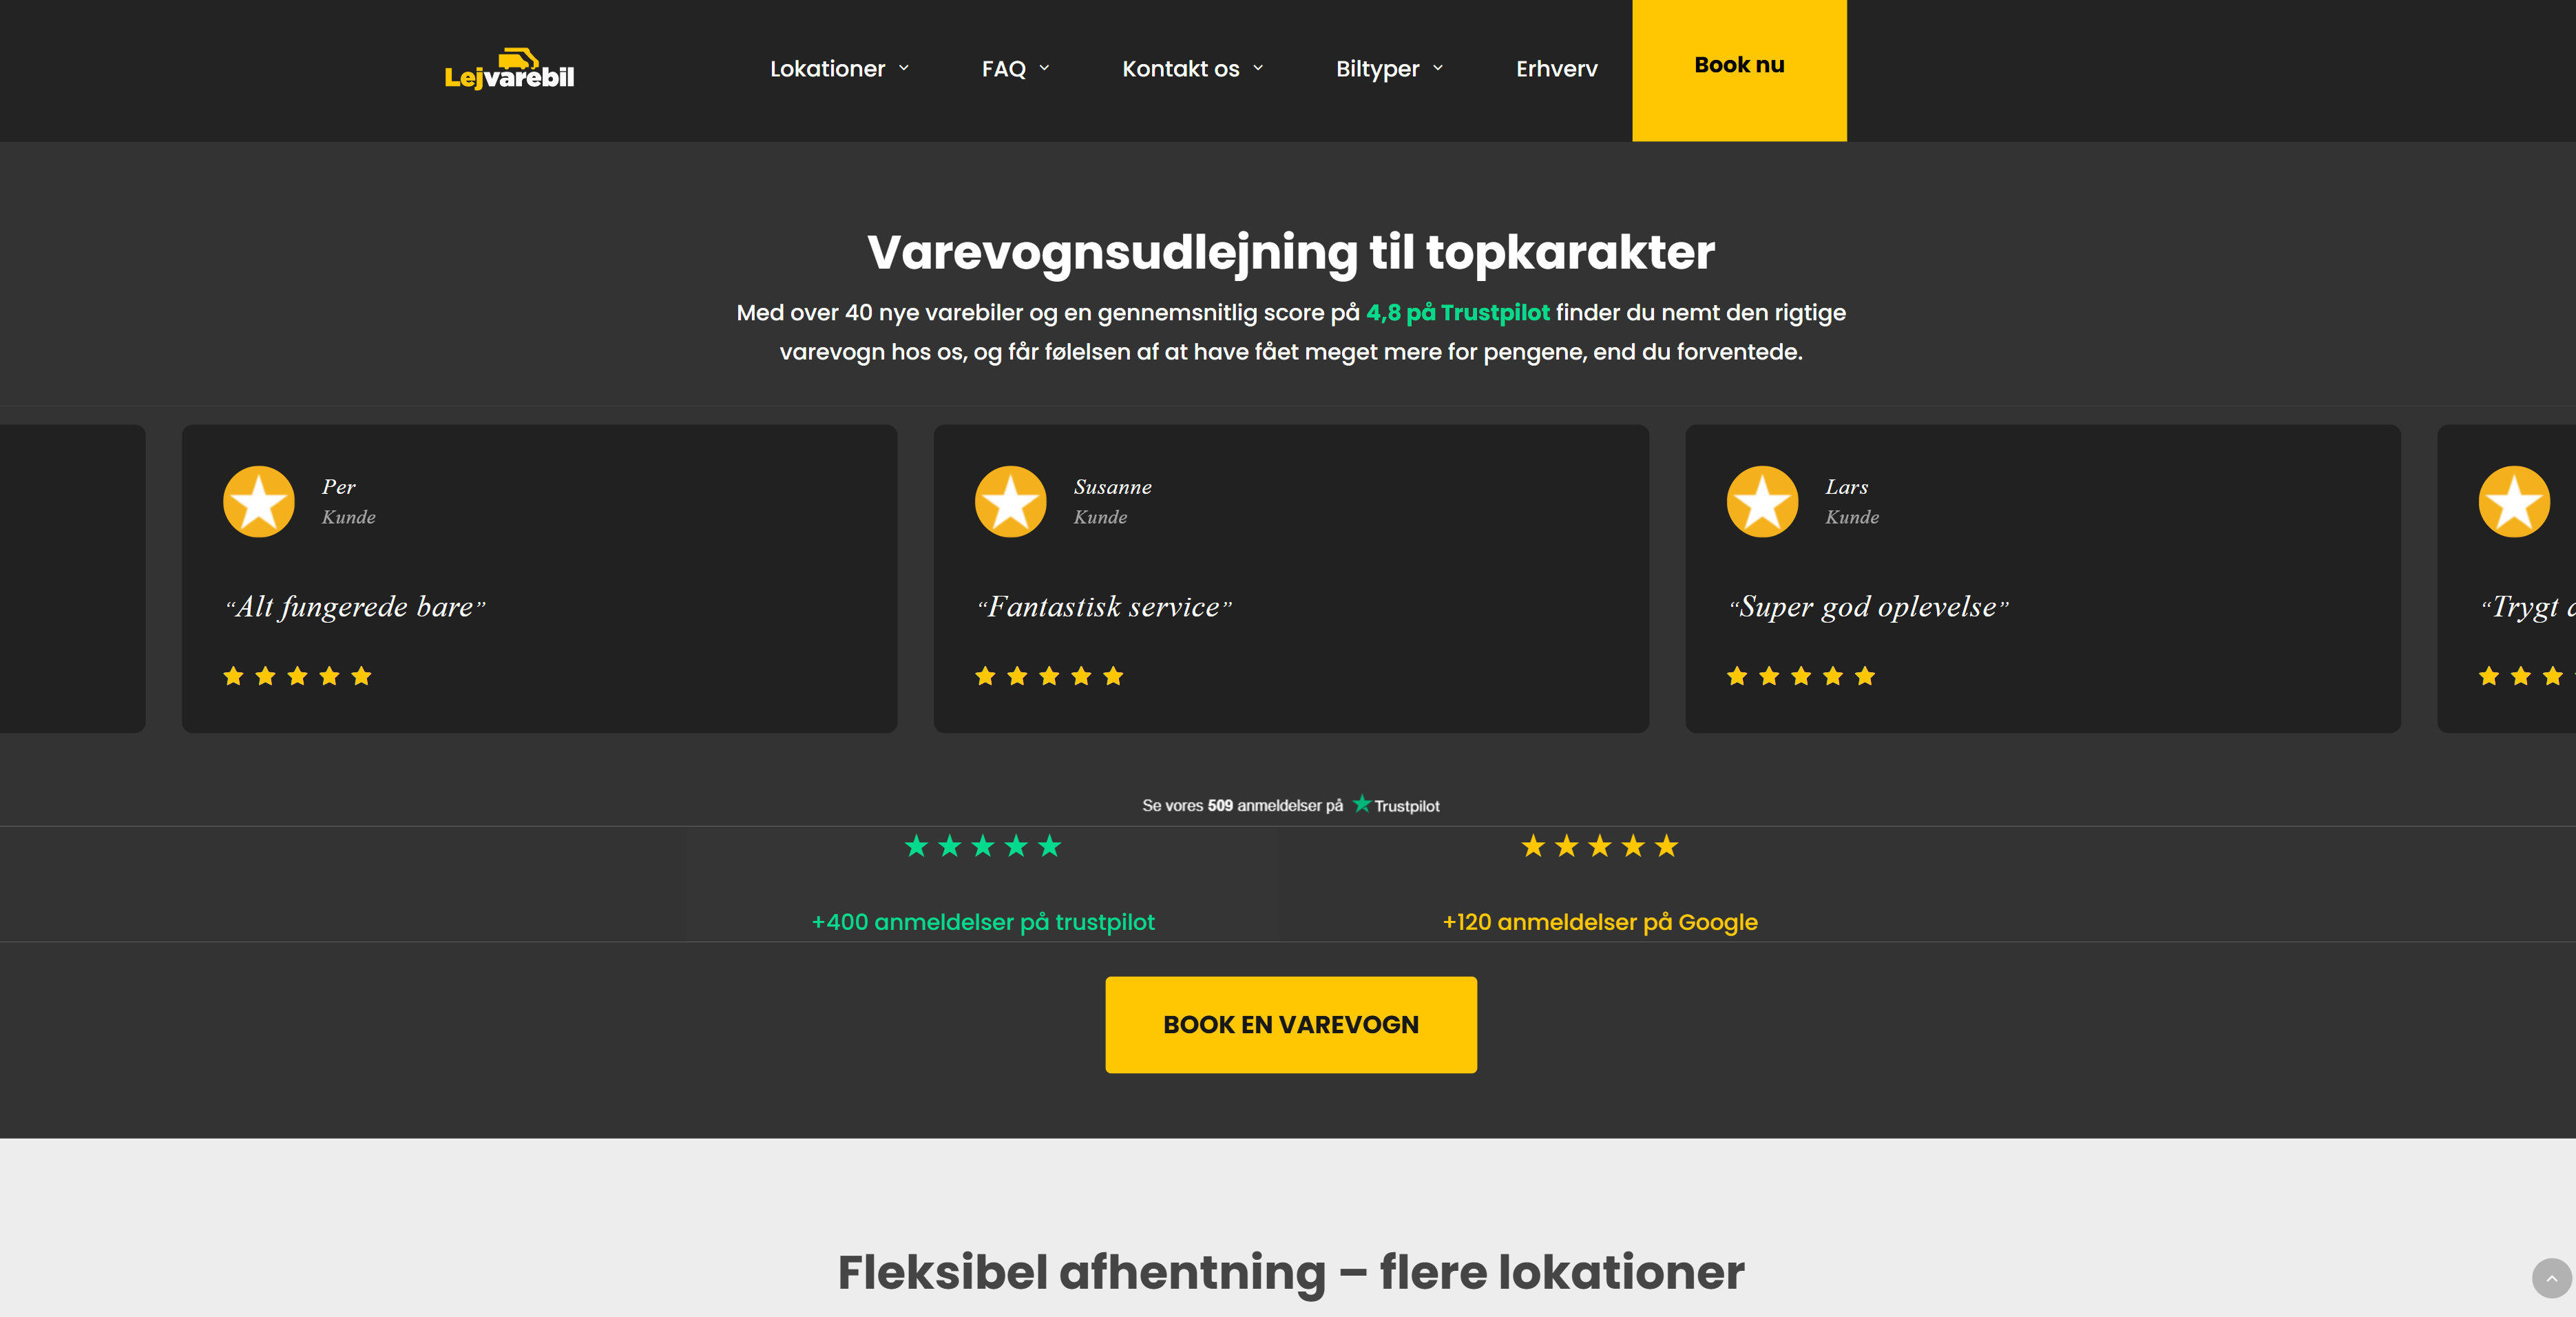 Lejvarebil
Lokationer
FAQ
Kontakt os
Biltyper
Erhverv
Book nu
Varevognsudlejning til topkarakter
Med over 40 nye varebiler og en gennemsnitlig score på 4,8 på Trustpilot finder du nemt den rigtige
varevogn hos os, og får følelsen af at have fået meget mere for pengene, end du forventede.
Per
Kunde
“Alt fungerede bare”
Susanne
Kunde
“Fantastisk service”
Lars
Kunde
“Super god oplevelse”
“Trygt
Se vores 509 anmeldelser på Trustpilot
+400 anmeldelser på trustpilot
+120 anmeldelser på Google
BOOK EN VAREVOGN
Fleksibel afhentning – flere lokationer